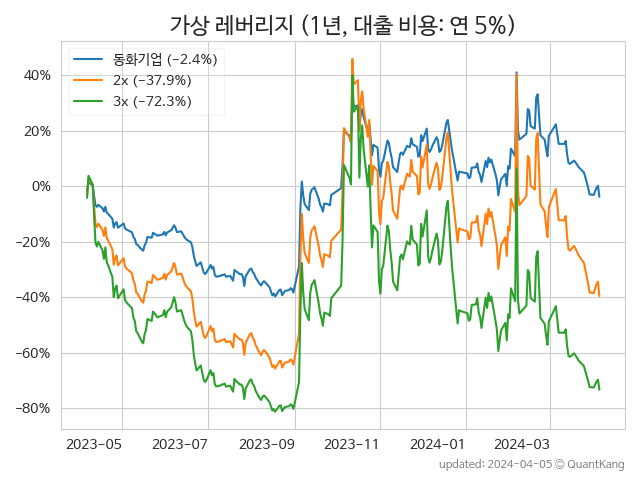 가상 레버리지 (1년, 대출 비용: 연 5%)
동화기업 (−2.4%)
2x (−37.9%)
3x (−72.3%)
40%
20%
0%
−20%
−40%
−60%
−80%
2023-05 2023-07 2023-09 2023-11 2024-01 2024-03
updated: 2024-04-05 © QuantKang